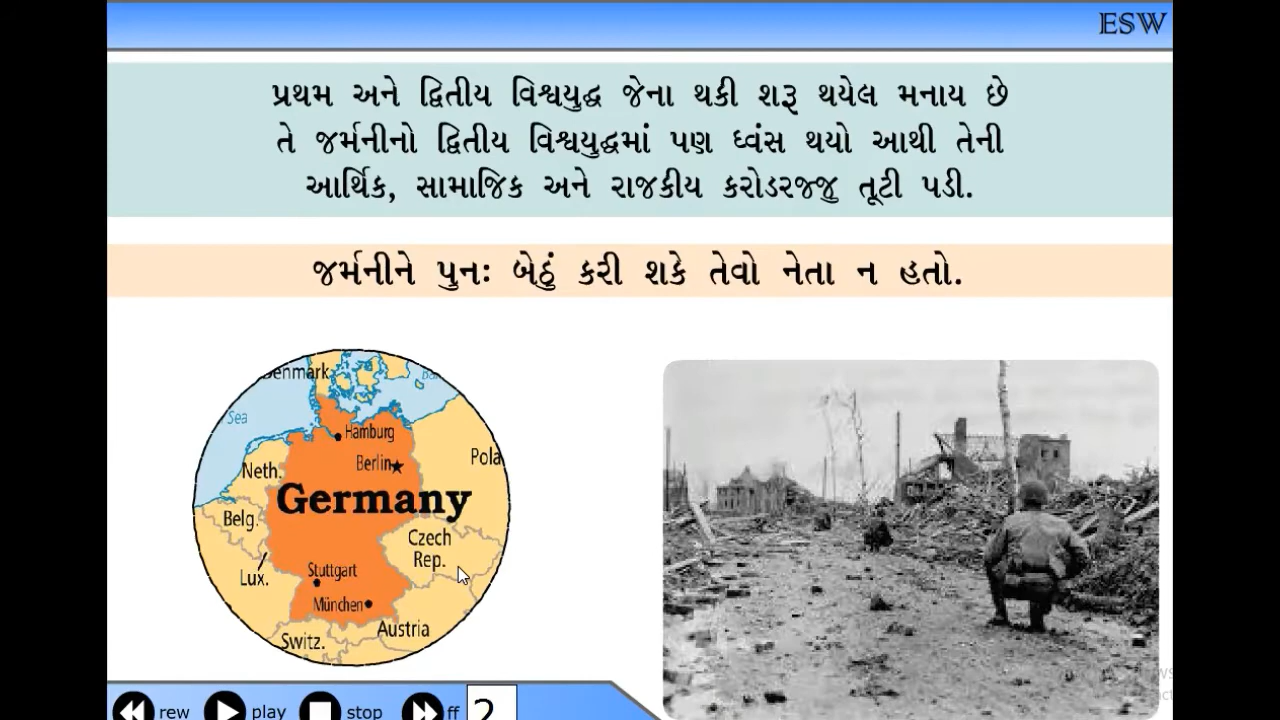 ESW
પ્રથમ અને દ્વિતીય વિશ્વયુદ્ધ જેના થકી શરૂ થયેલ મનાય છે
તે જર્મનીનો દ્વિતીય વિશ્વયુદ્ધમાં પણ ધ્વંસ થયો આથી તેની
આર્થિક, સામાજિક અને રાજકીય કરોડરજ્જુ તૂટી પડી.
જર્મનીને પુનઃ બેઠું કરી શકે તેવો નેતા ન હતો.
Denmark
Sea
Hamburg
Berlin
Pola
Neth.
Germany
Belg.
Czech
Rep.
Lux.
Stuttgart
München
Austria
Switz.
rew play stop ff 2